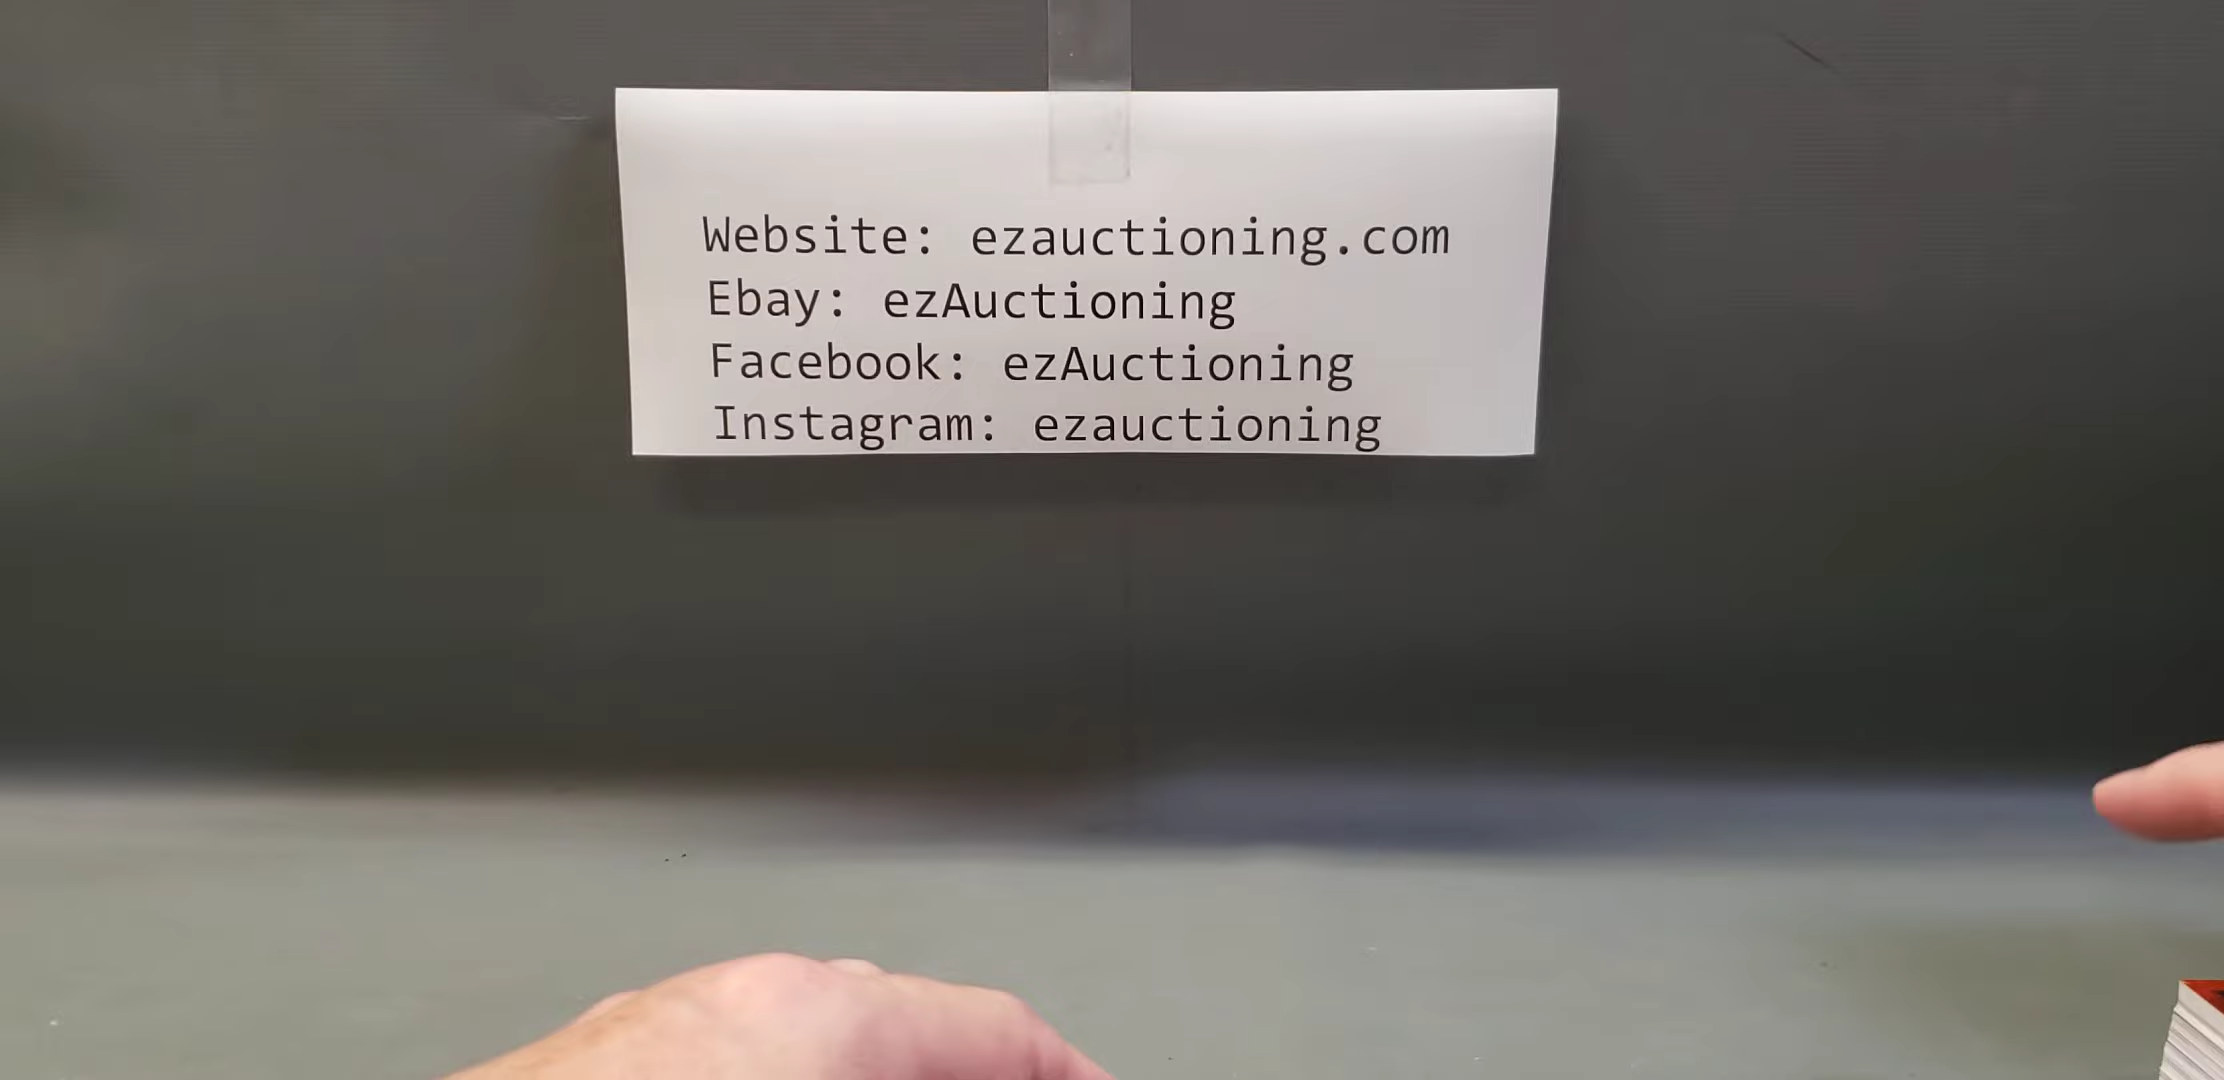 Website: ezauctioning.com
Ebay: ezAuctioning
Facebook: ezAuctioning
Instagram: ezauctioning